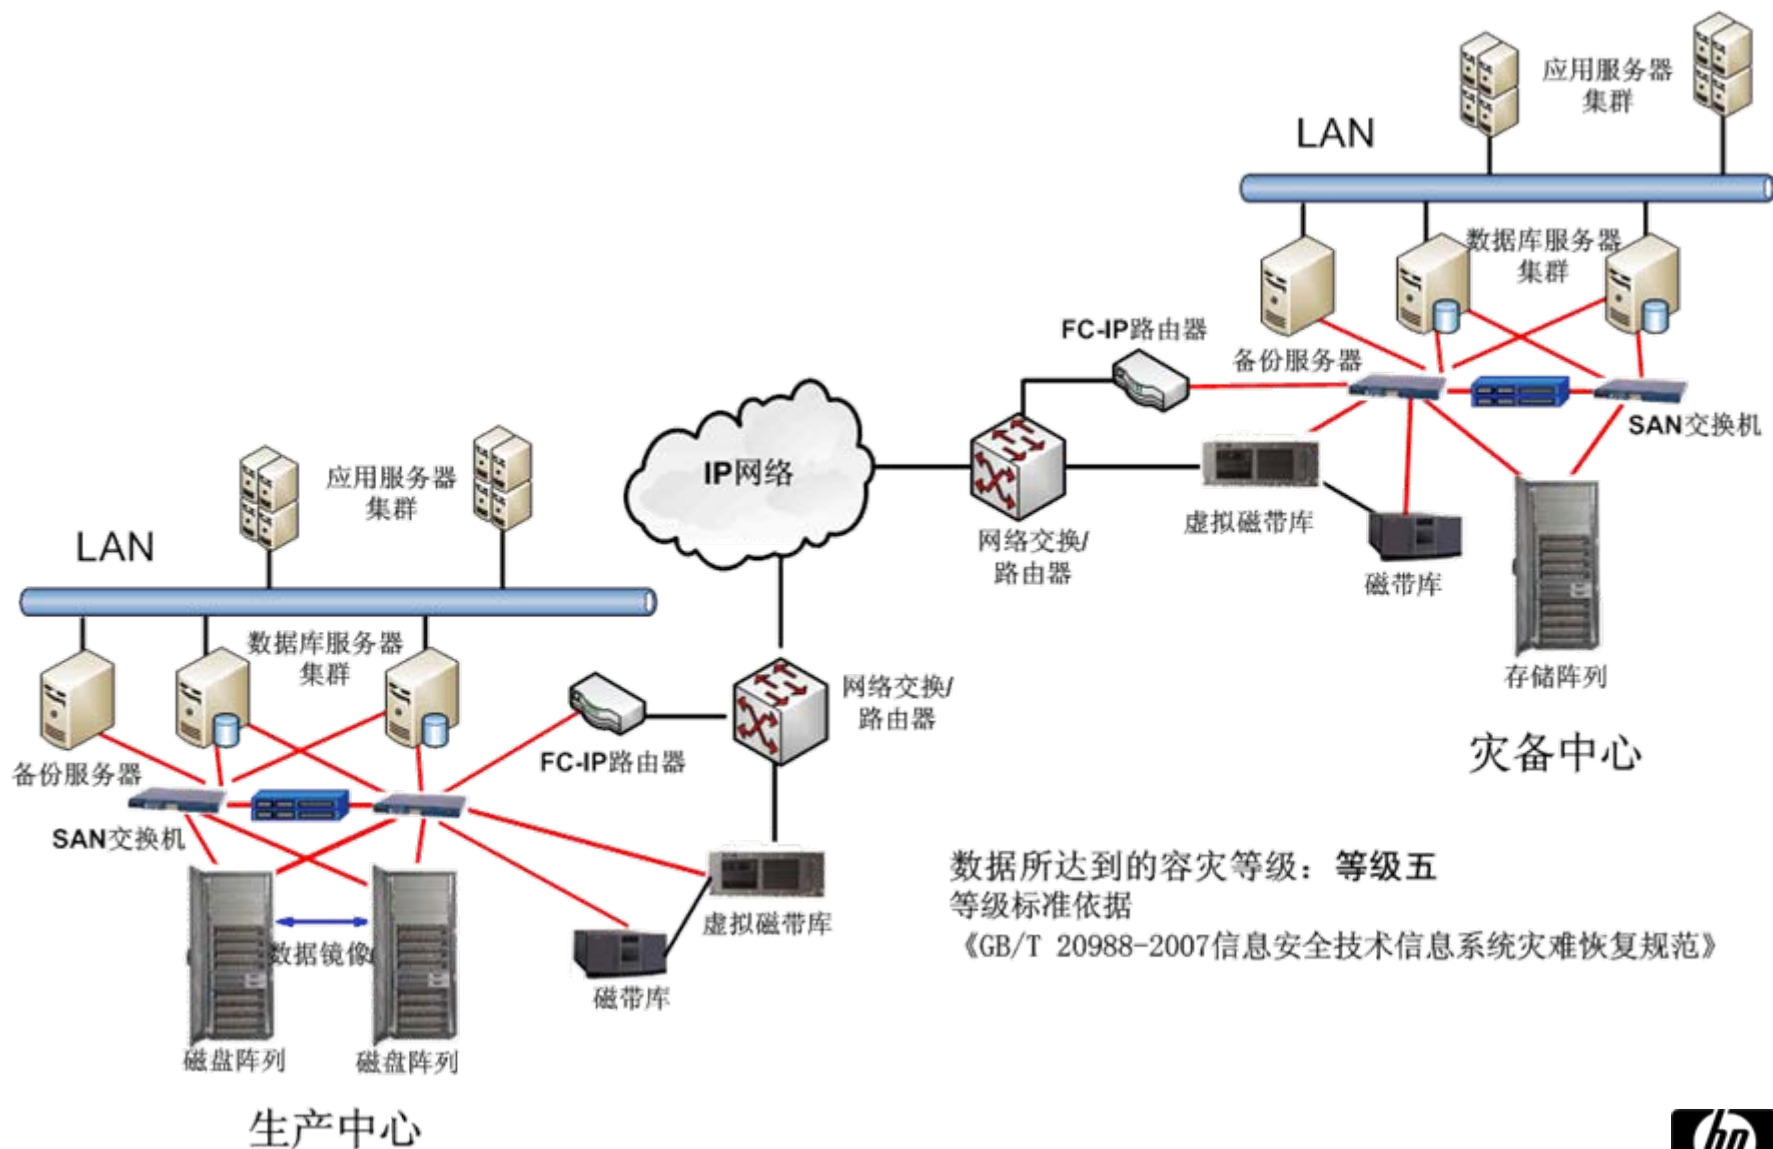 应用服务器
集群
LAN
数据库服务器
集群
FC-IP路由器
备份服务器
SAN交换机
IP网络
网络交换/
路由器
虚拟磁带库
磁带库
存储阵列
灾备中心
应用服务器
集群
LAN
数据库服务器
集群
备份服务器
FC-IP路由器
网络交换/
路由器
SAN交换机
虚拟磁带库
数据镜像
磁带库
磁盘阵列
磁盘阵列
生产中心
数据所达到的容灾等级：等级五
等级标准依据
《GB/T 20988-2007信息安全技术信息系统灾难恢复规范》
hp